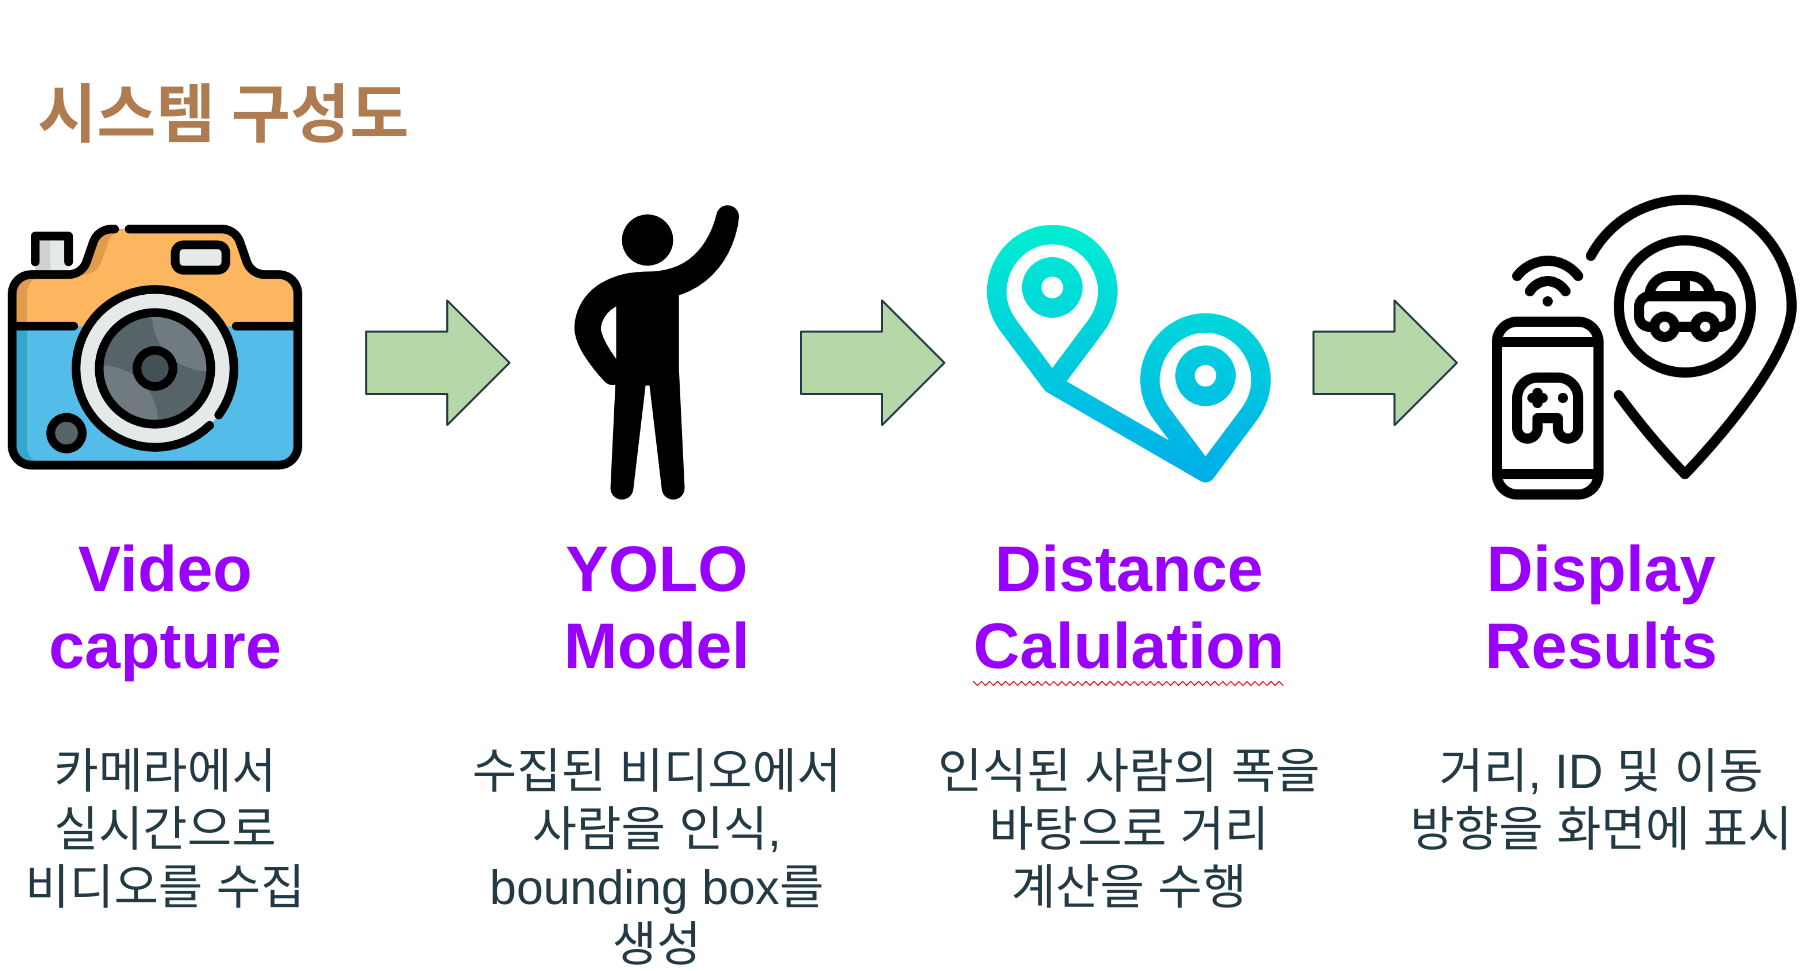 시스템 구성도
Video
capture
YOLO
Model
Distance
Calulation
Display
Results
카메라에서
실시간으로
비디오를 수집
수집된 비디오에서
사람을 인식,
bounding box를
생성
인식된 사람의 폭을
바탕으로 거리
계산을 수행
거리, ID 및 이동
방향을 화면에 표시